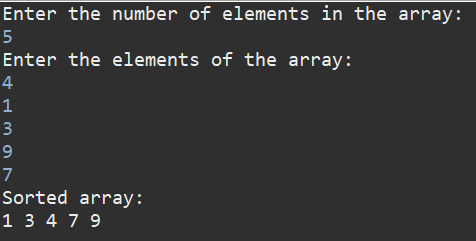 Enter the number of elements in the array:
5
Enter the elements of the array:
4
1
3
9
7
Sorted array:
1 3 4 7 9